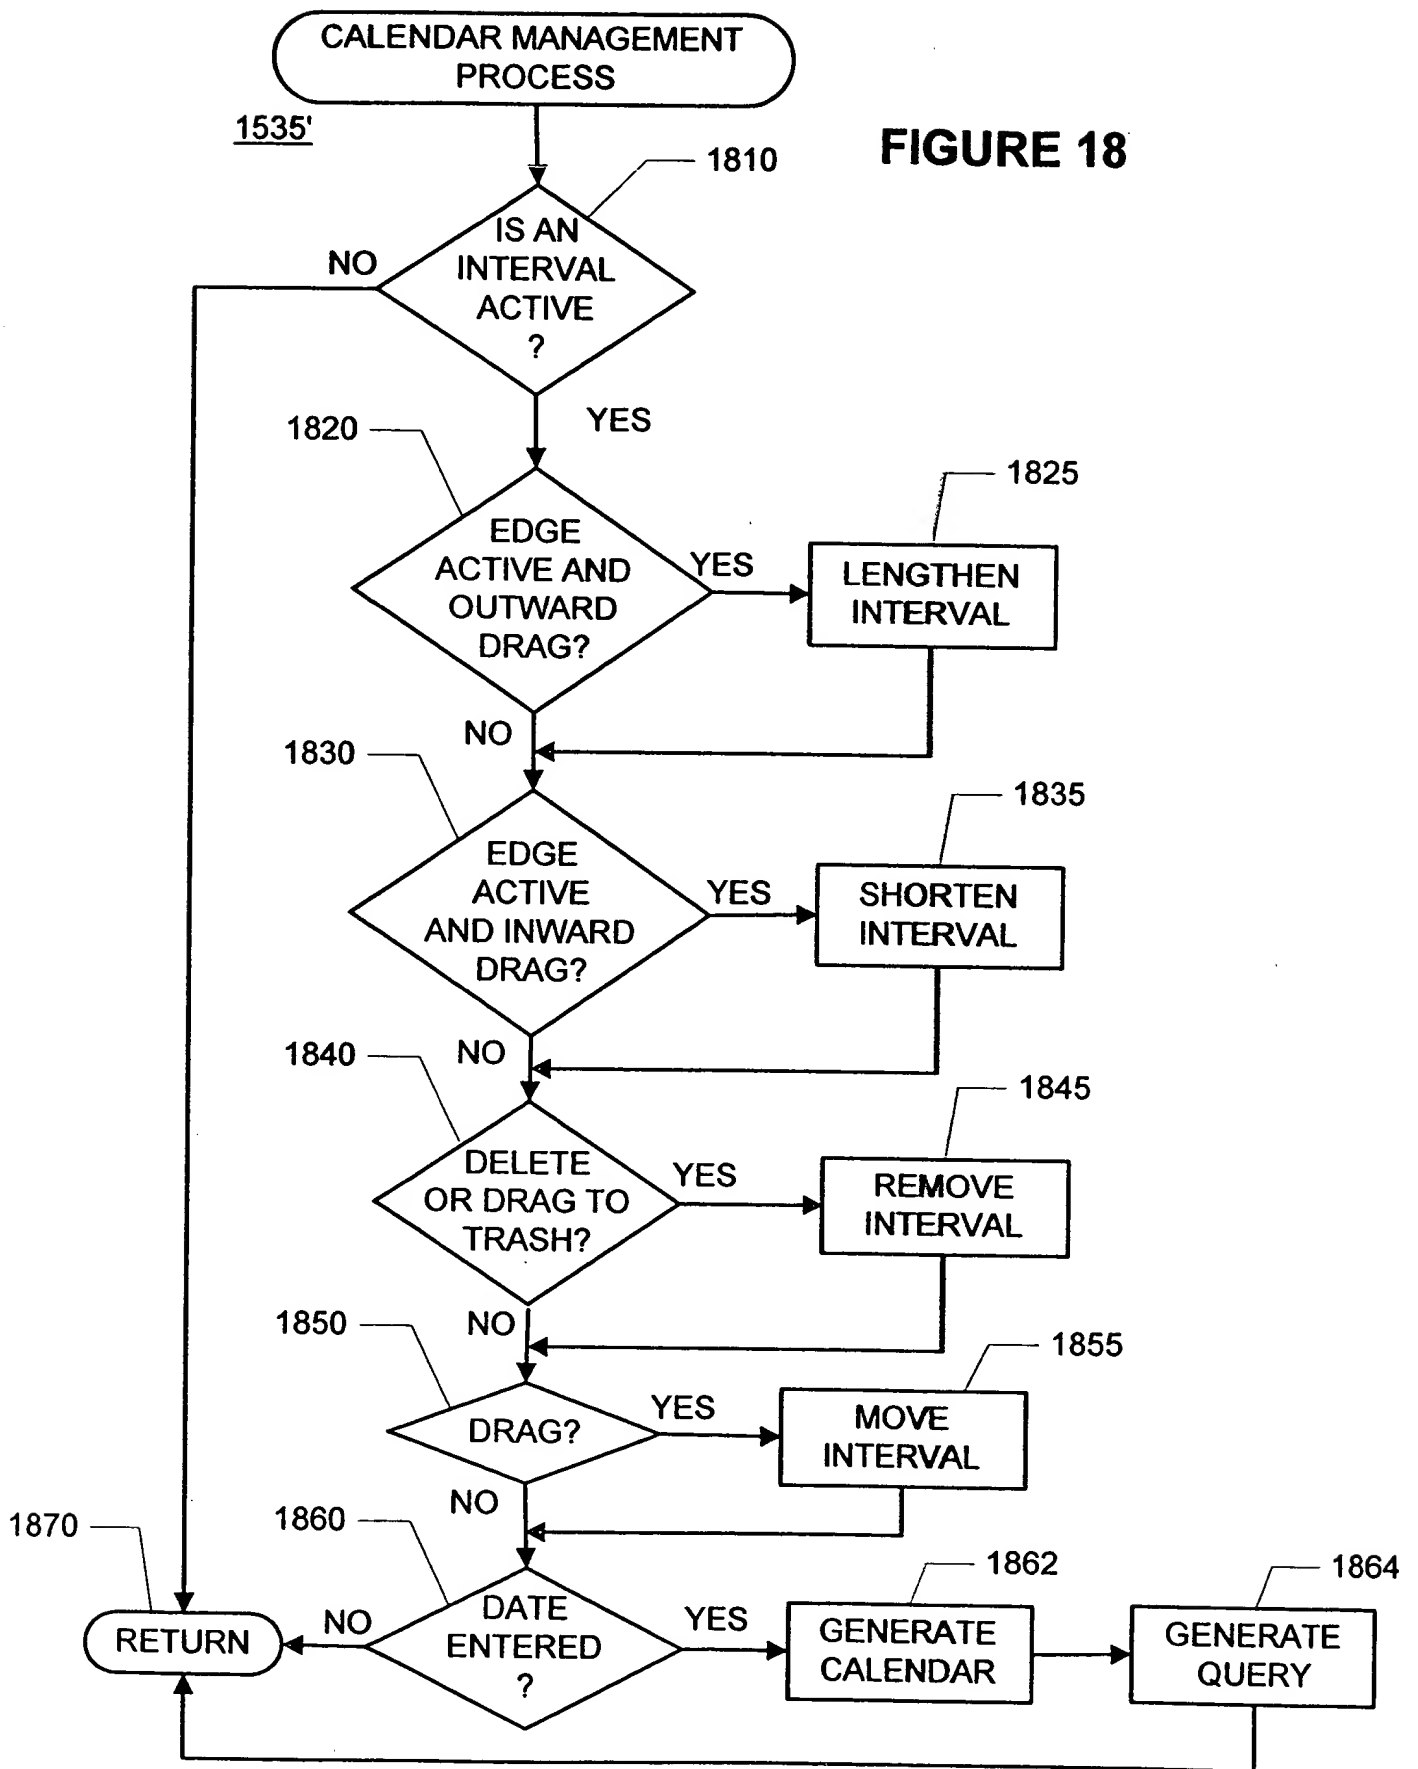 CALENDAR MANAGEMENT
PROCESS
1535'
FIGURE 18
1810
IS AN
INTERVAL
ACTIVE
?
NO
YES
1820
EDGE
ACTIVE AND
OUTWARD
DRAG?
YES
1825
LENGTHEN
INTERVAL
NO
1830
EDGE
ACTIVE
AND INWARD
DRAG?
YES
1835
SHORTEN
INTERVAL
NO
1840
DELETE
OR DRAG TO
TRASH?
YES
1845
REMOVE
INTERVAL
NO
1850
DRAG?
YES
1855
MOVE
INTERVAL
NO
1860
DATE
ENTERED
?
NO
1870
RETURN
YES
1862
GENERATE
CALENDAR
1864
GENERATE
QUERY